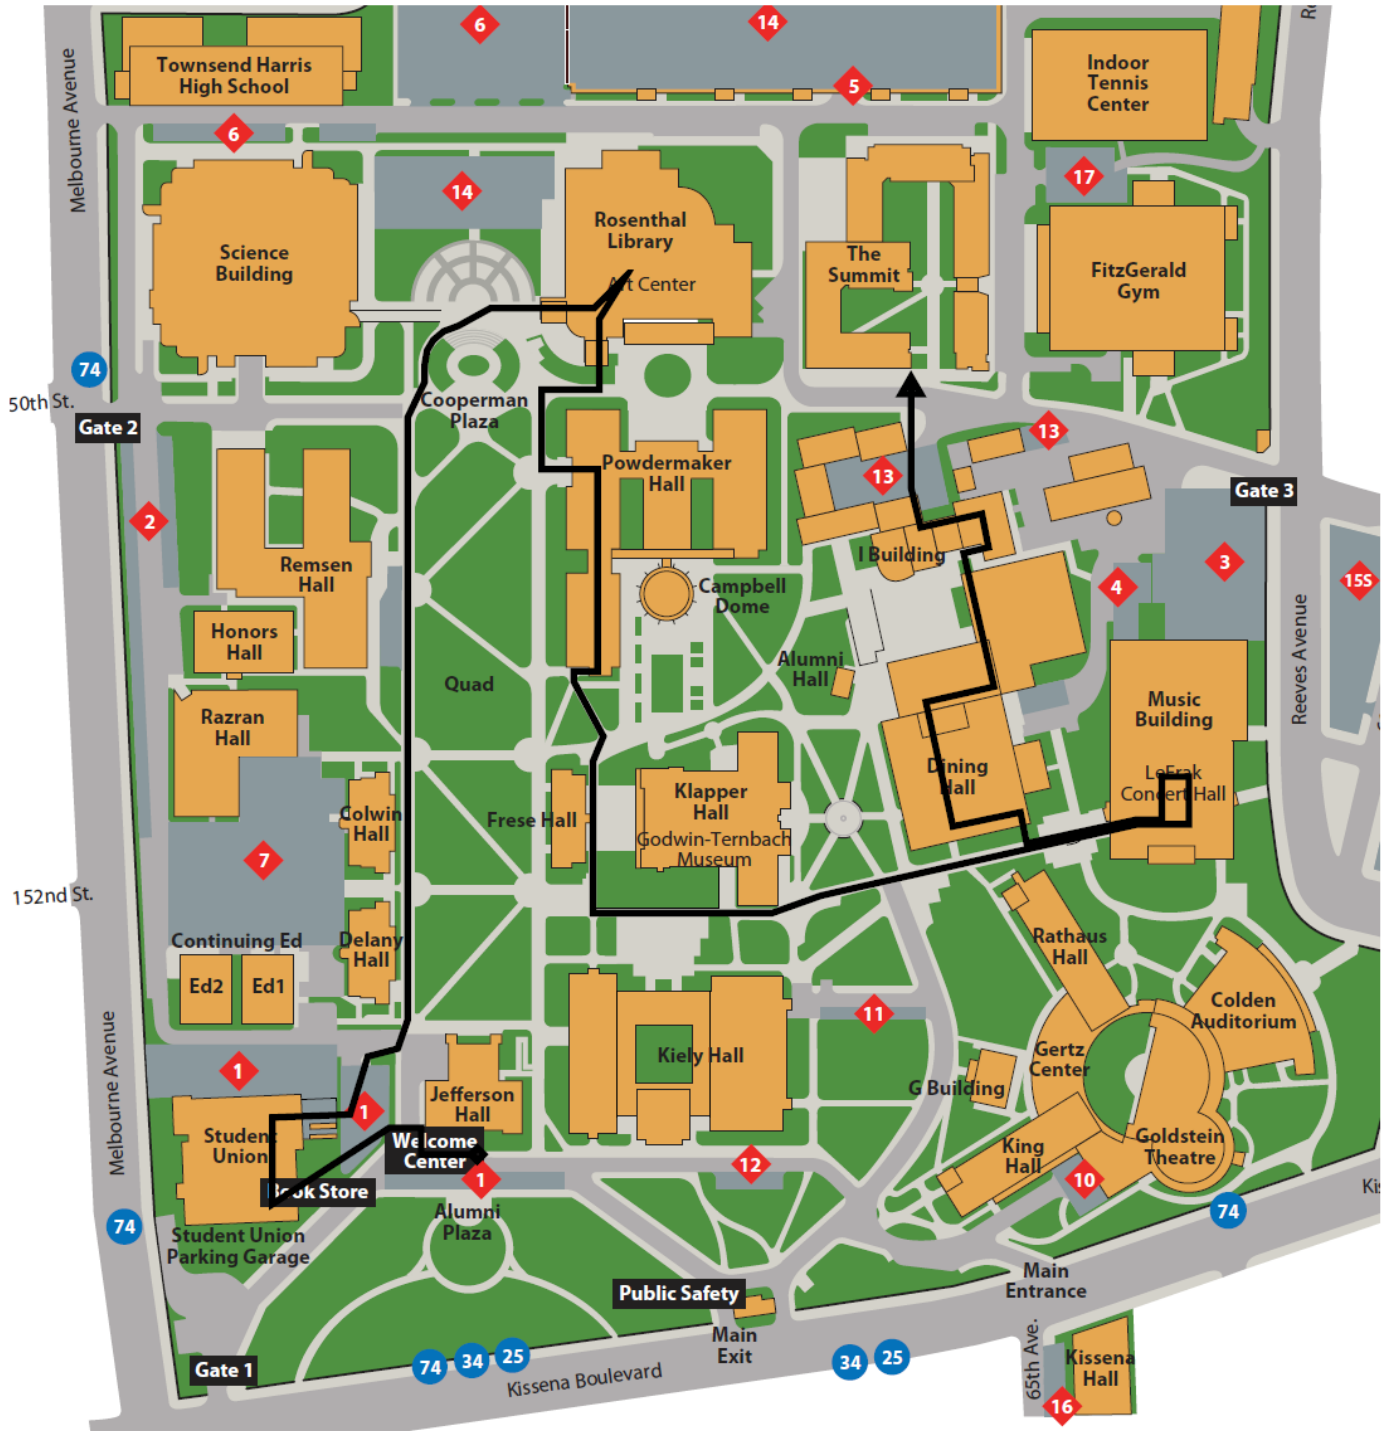 6
14
Townsend Harris
High School
Indoor
Tennis
Center
5
Melbourne Avenue
6
14
17
Rosenthal
Library
Art Center
Science
Building
The
Summit
FitzGerald
Gym
74
50th St.
Gate 2
Cooperman
Plaza
13
13
Powdermaker
Hall
Gate 3
2
I Building
3
4
15S
Remsen
Hall
Campbell
Dome
Honors
Hall
Alumni
Hall
Reeves Avenue
Quad
Razran
Hall
Music
Building
LeFrak
Concert Hall
Dining
Hall
Klapper
Hall
Godwin-Ternbach
Museum
Colwin
Hall
Frese Hall
7
152nd St.
Continuing Ed
Ed2
Ed1
Delany
Hall
Rathaus
Hall
Colden
Auditorium
11
Kiely Hall
Gertz
Center
G Building
Melbourne Avenue
1
1
Jefferson
Hall
Student
Union
Welcome
Center
Book Store
1
12
King
Hall
Goldstein
Theatre
10
74
74
Alumni
Plaza
Student Union
Parking Garage
Main
Entrance
Public Safety
Main
Exit
Gate 1
74
34
25
Kissena Boulevard
34
25
65th Ave.
Kissena
Hall
16